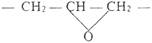 — CH₂ — CH — CH₂ —
O